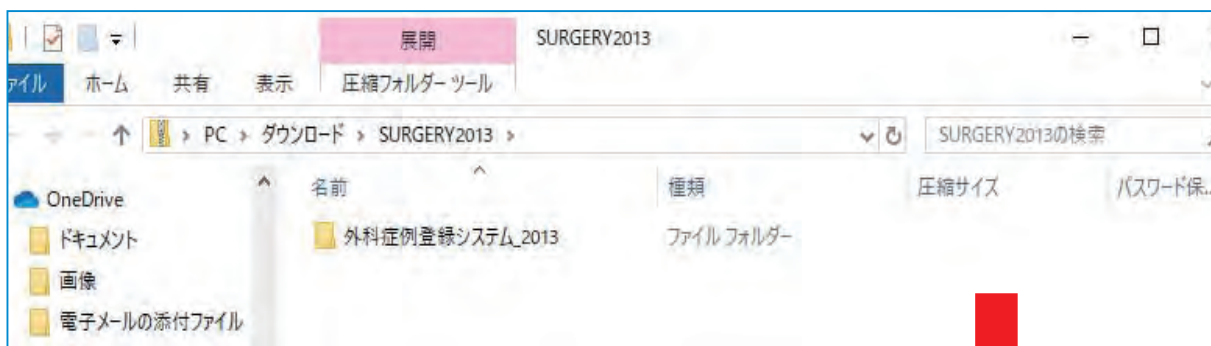 展開 SURGERY2013
ァイル ホーム 共有 表示 圧縮フォルダー ツール
PC › ダウンロード › SURGERY2013 › SURGERY2013の検索
名前 種類 圧縮サイズ パスワード保...
OneDrive
外科症例登録システム_2013 ファイル フォルダー
ドキュメント
画像
電子メールの添付ファイル